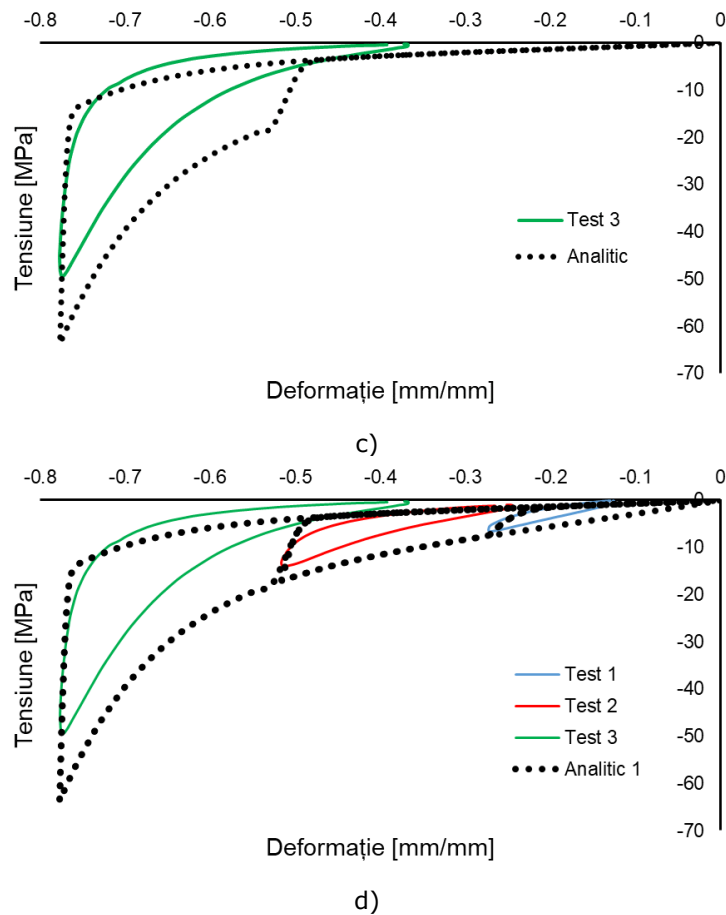 -0.8 -0.7 -0.6 -0.5 -0.4 -0.3 -0.2 -0.1 0
0
-10
-20
-30
-40
-50
-60
-70
Tensiune [MPa]
Test 3
Analitic
Deformație [mm/mm]
c)
-0.8 -0.7 -0.6 -0.5 -0.4 -0.3 -0.2 -0.1 0
0
-10
-20
-30
-40
-50
-60
-70
Tensiune [MPa]
Test 1
Test 2
Test 3
Analitic 1
Deformație [mm/mm]
d)